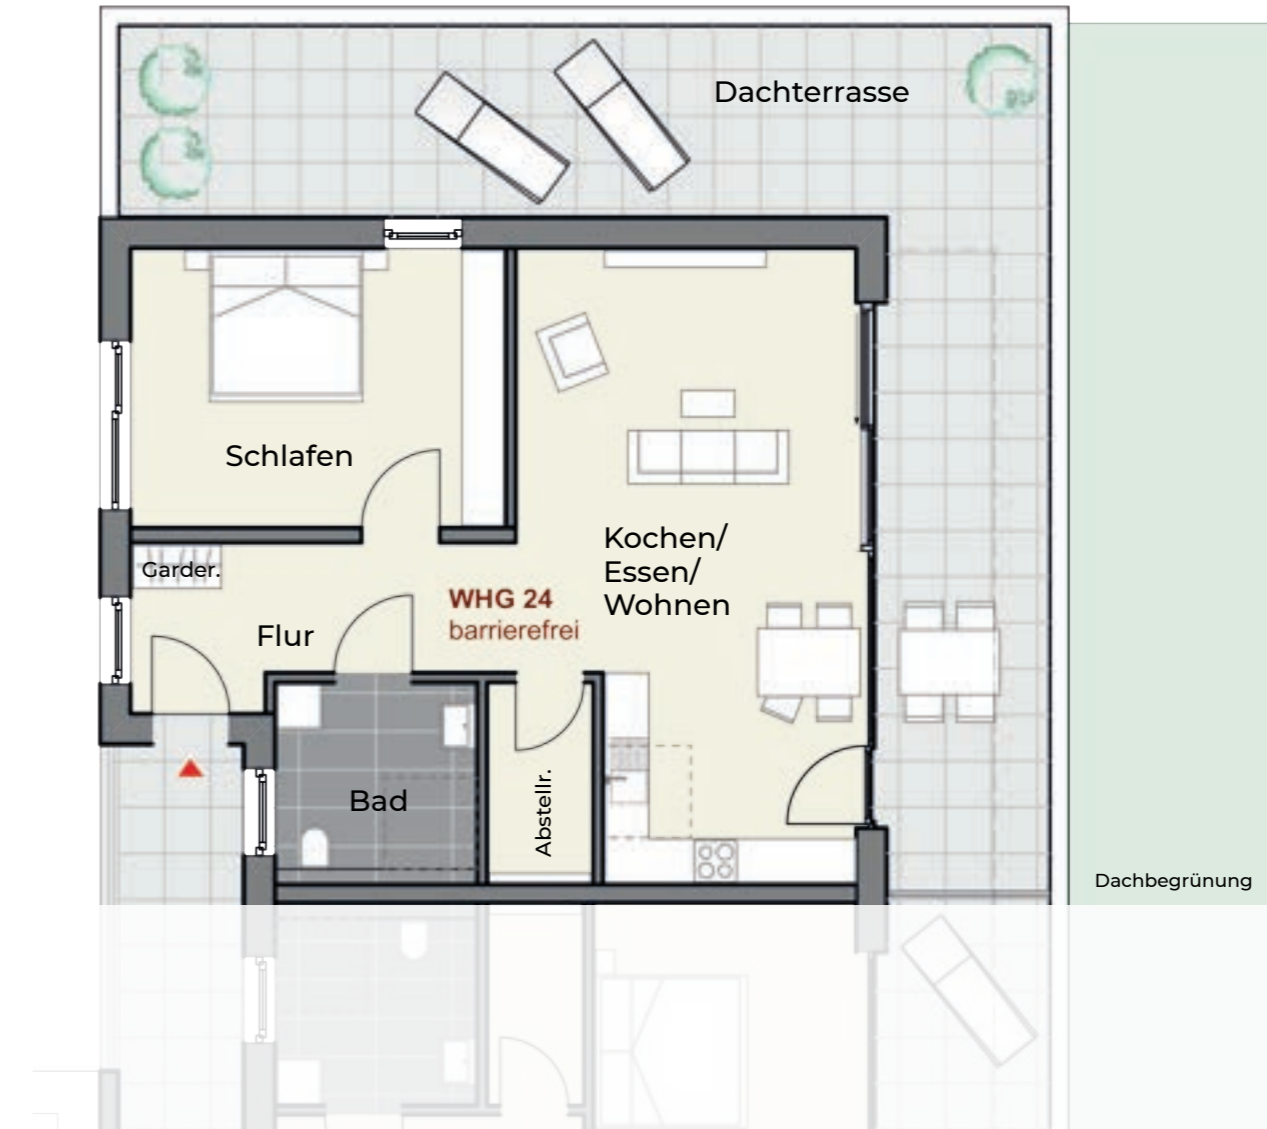 Dachterrasse
Schlafen
Kochen/
Essen/
Wohnen
Garder.
WHG 24
barrierefrei
Flur
Bad
Abstellr.
Dachbegrünung